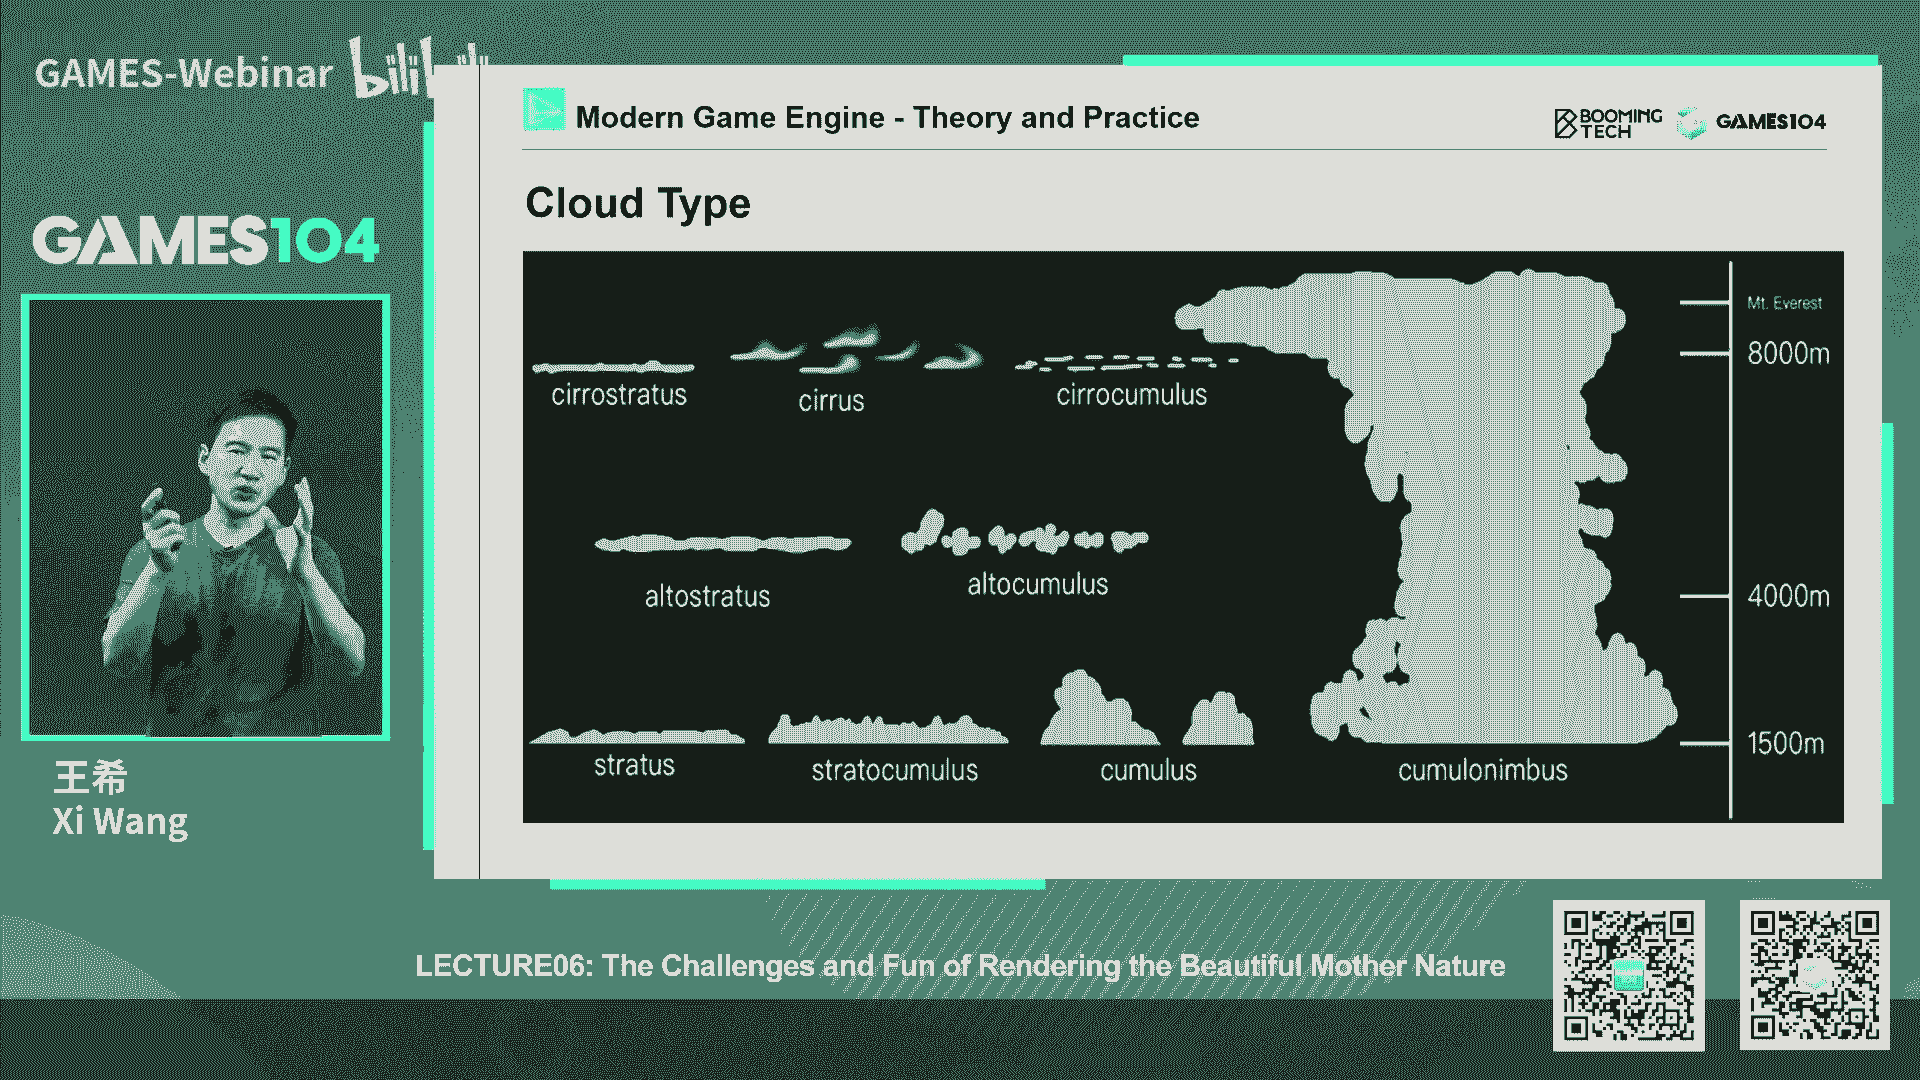 GAMES-Webinar
Modern Game Engine - Theory and Practice
BOOMING
TECH
GAMES104
GAMES104
Cloud Type
Mt. Everest
8000m
cirrostratus
cirrus
cirrocumulus
altostratus
altocumulus
4000m
stratus
stratocumulus
cumulus
cumulonimbus
1500m
王希
Xi Wang
LECTURE06: The Challenges and Fun of Rendering the Beautiful Mother Nature